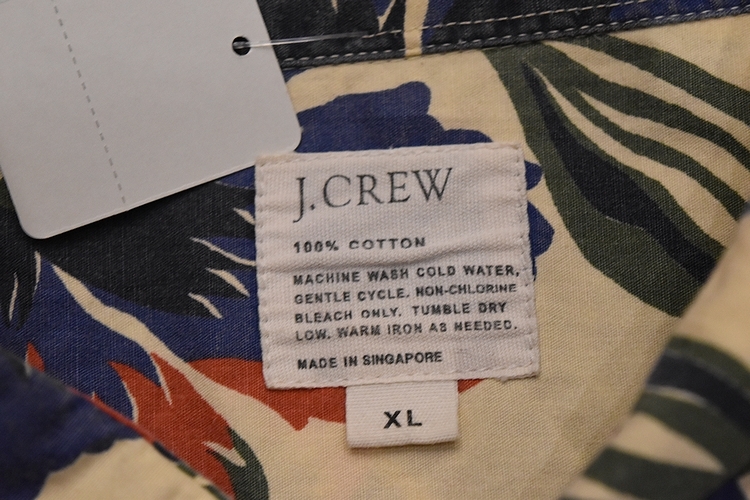 J.CREW
100% COTTON
MACHINE WASH COLD WATER,
GENTLE CYCLE. NON-CHLORINE
BLEACH ONLY. TUMBLE DRY
LOW. WARM IRON AS NEEDED.
MADE IN SINGAPORE
XL